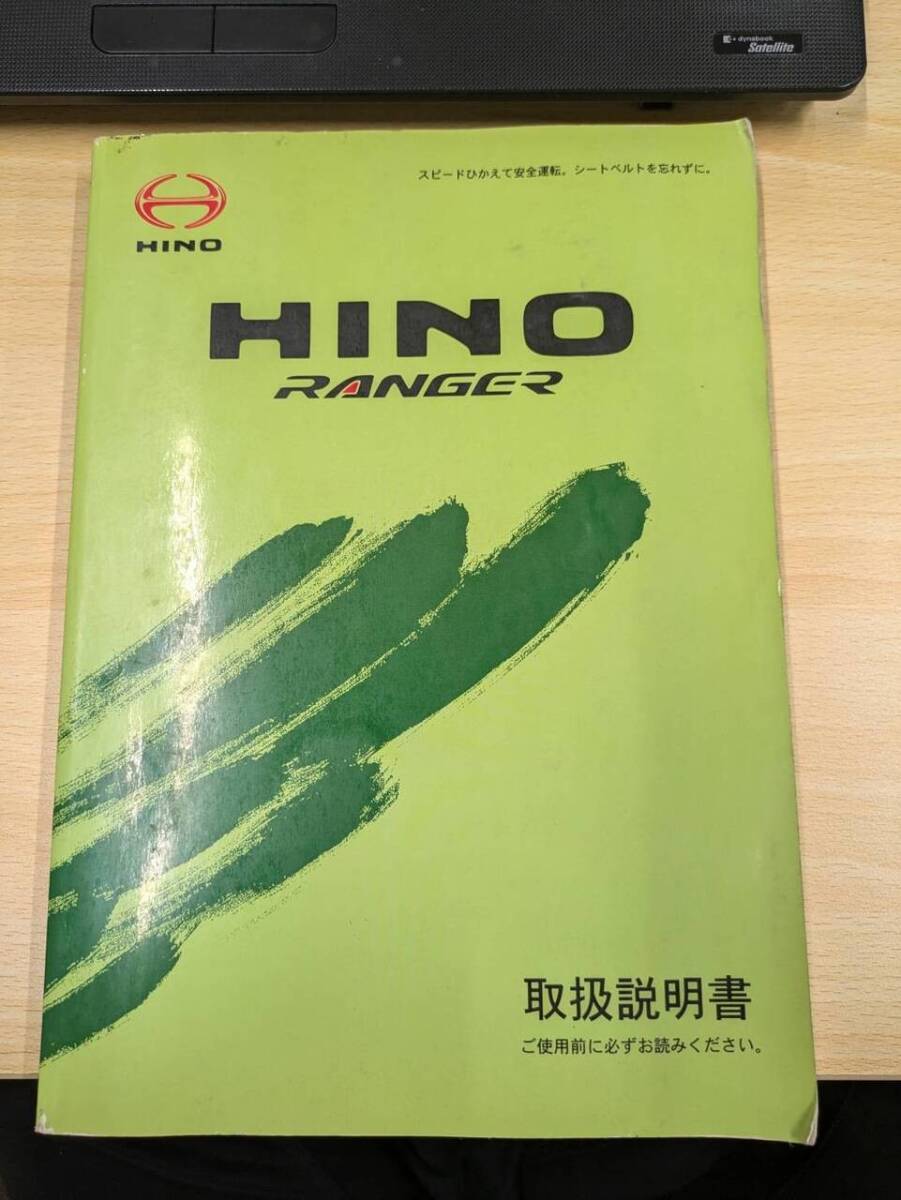 dynabook
Satellite
スピードひかえて安全運転。シートベルトを忘れずに。
HINO
HINO
RANGER
取扱説明書
ご使用前に必ずお読みください。